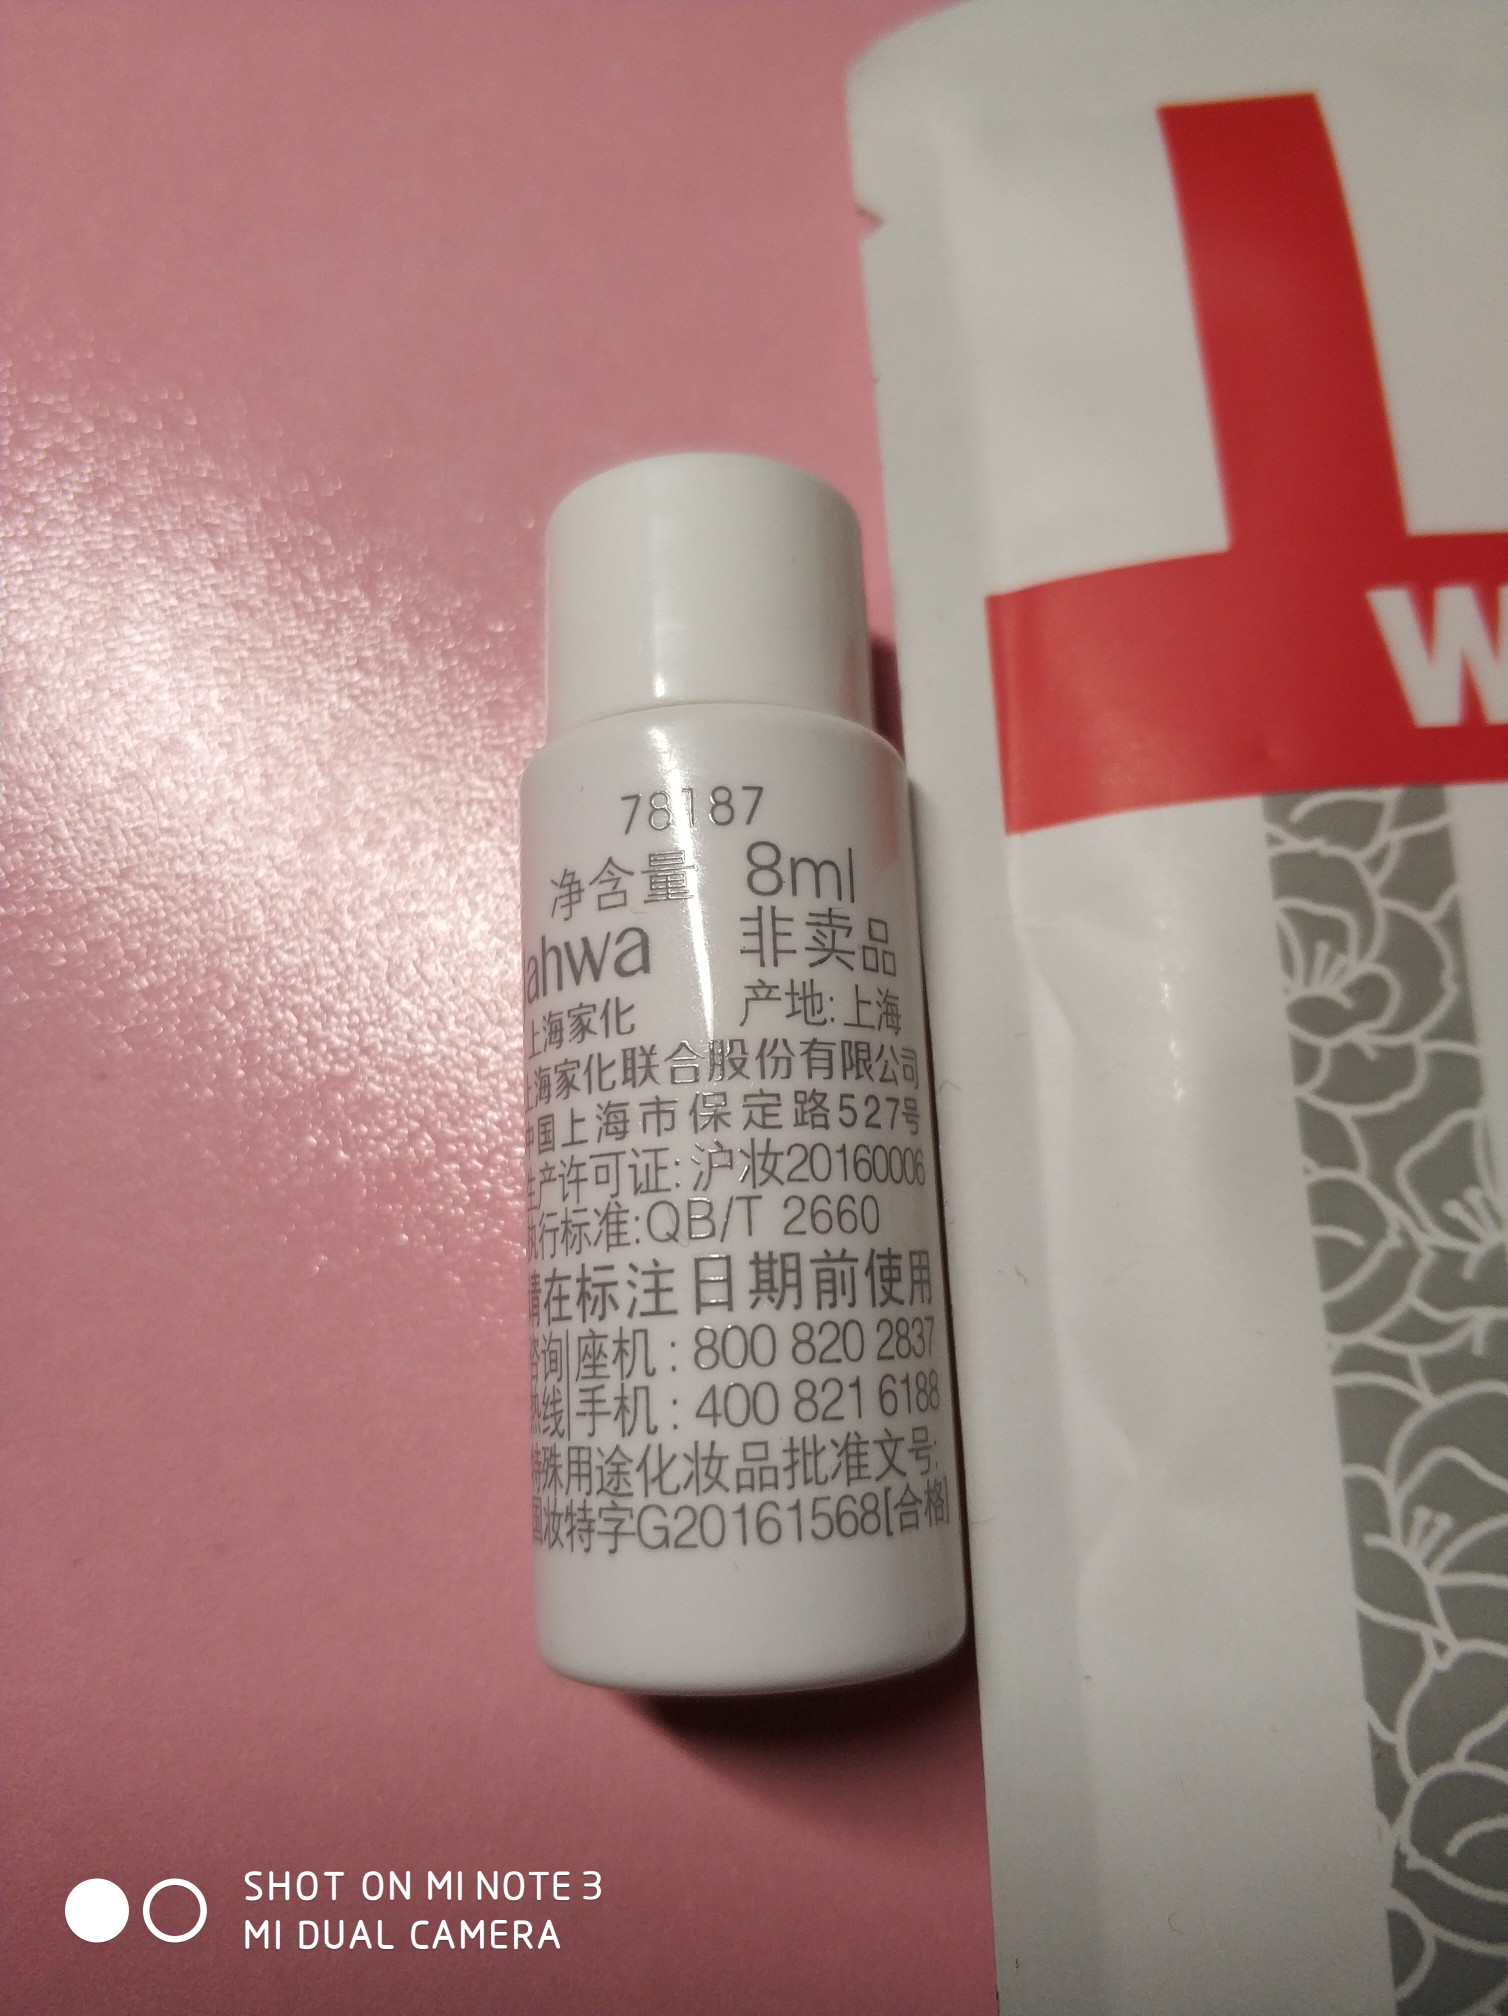 78187
净含量 8ml
ahwa 非卖品
上海家化 产地:上海
上海家化联合股份有限公司
中国上海市保定路527号
生产许可证:沪妆20160006
执行标准:QB/T 2660
请在标注日期前使用
咨询 座机:800 820 2837
热线 手机:400 821 6188
特殊用途化妆品批准文号:
国妆特字G20161568[合格]
W
SHOT ON MI NOTE 3
MI DUAL CAMERA